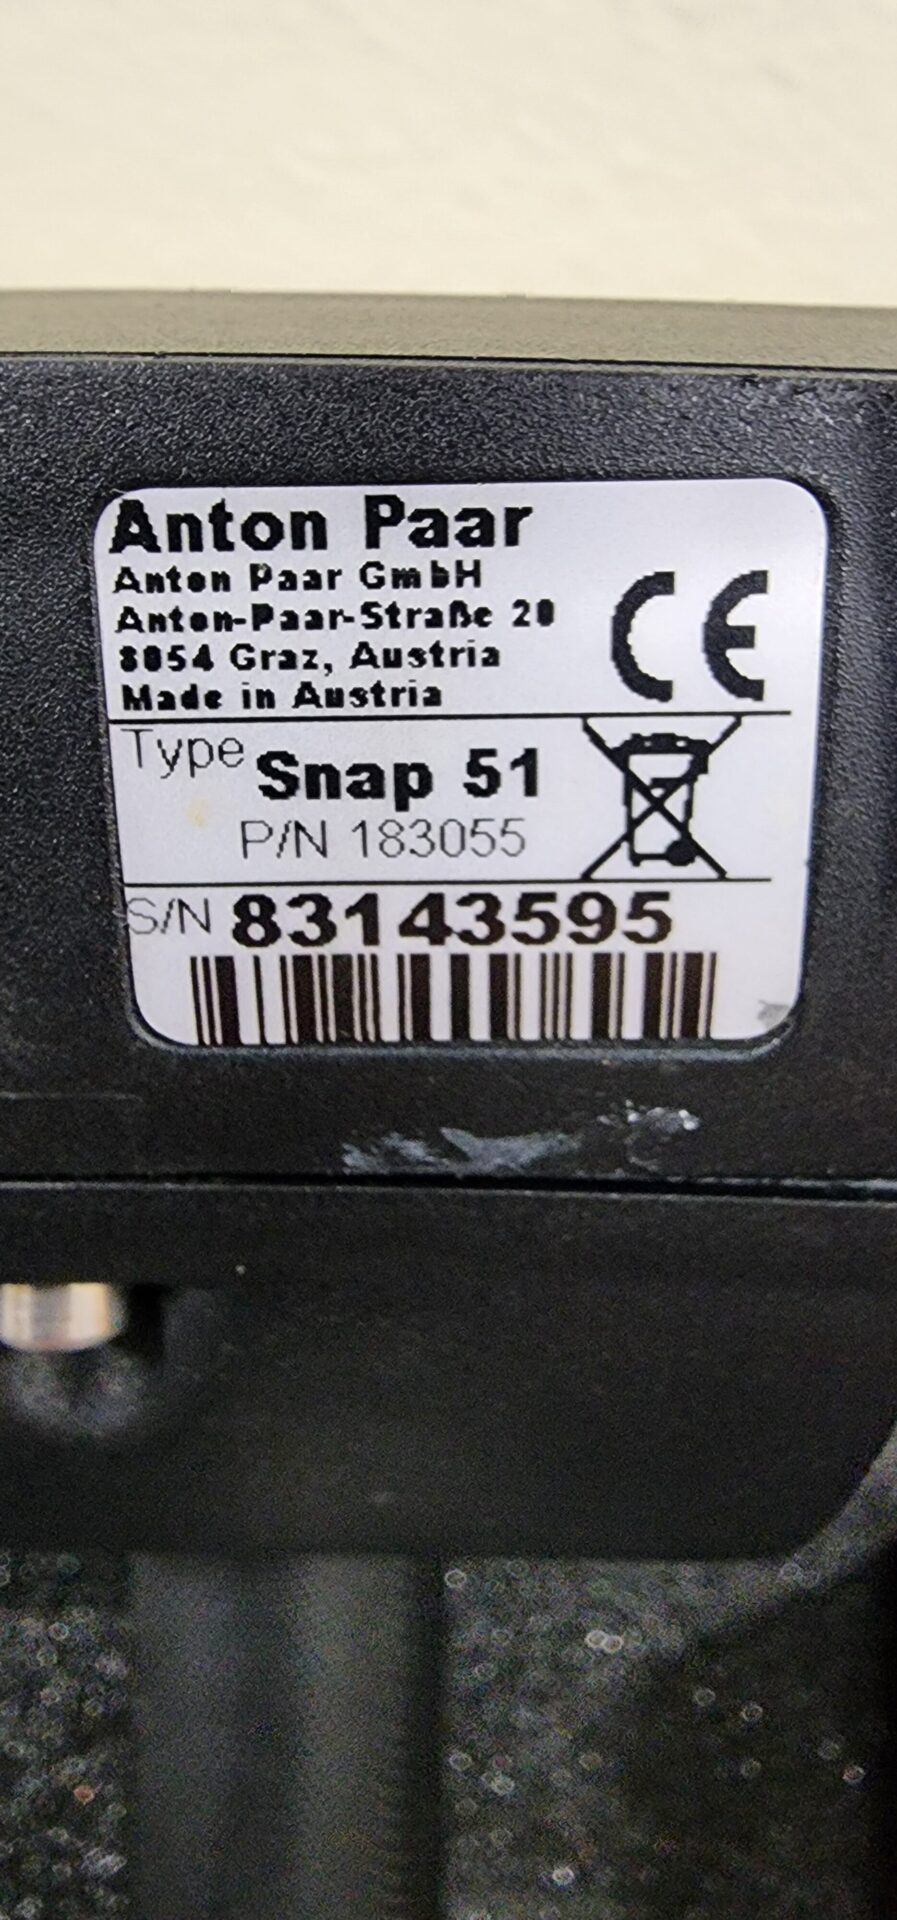 Anton Paar
Anton Paar GmbH
Anton-Paar-Straße 20
8054 Graz, Austria
Made in Austria
CE
Type Snap 51
P/N 183055
S/N 83143595